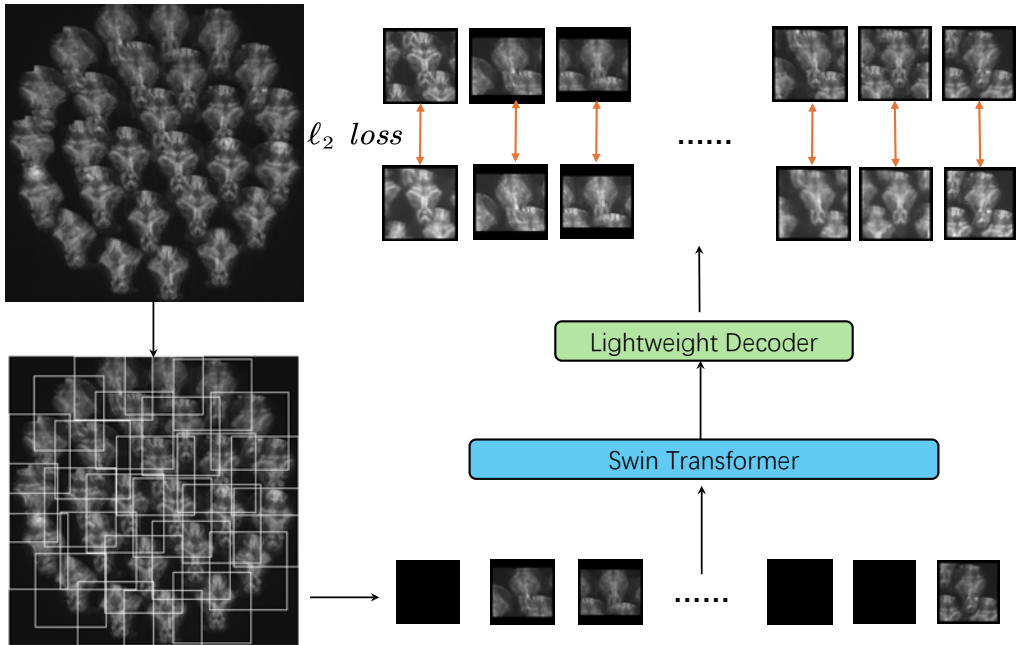 ℓ₂ loss
......
Lightweight Decoder
Swin Transformer
......